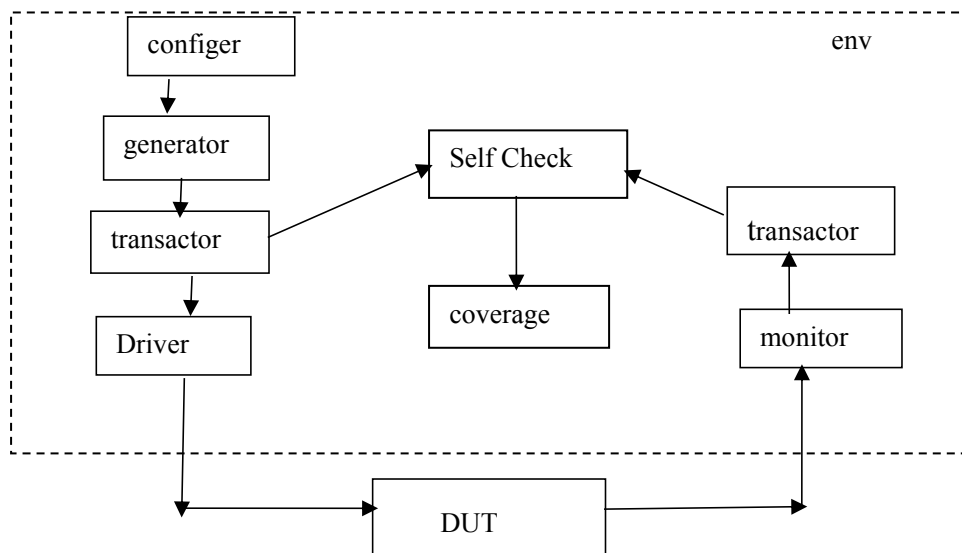 configer
env
generator
Self Check
transactor
transactor
coverage
Driver
monitor
DUT